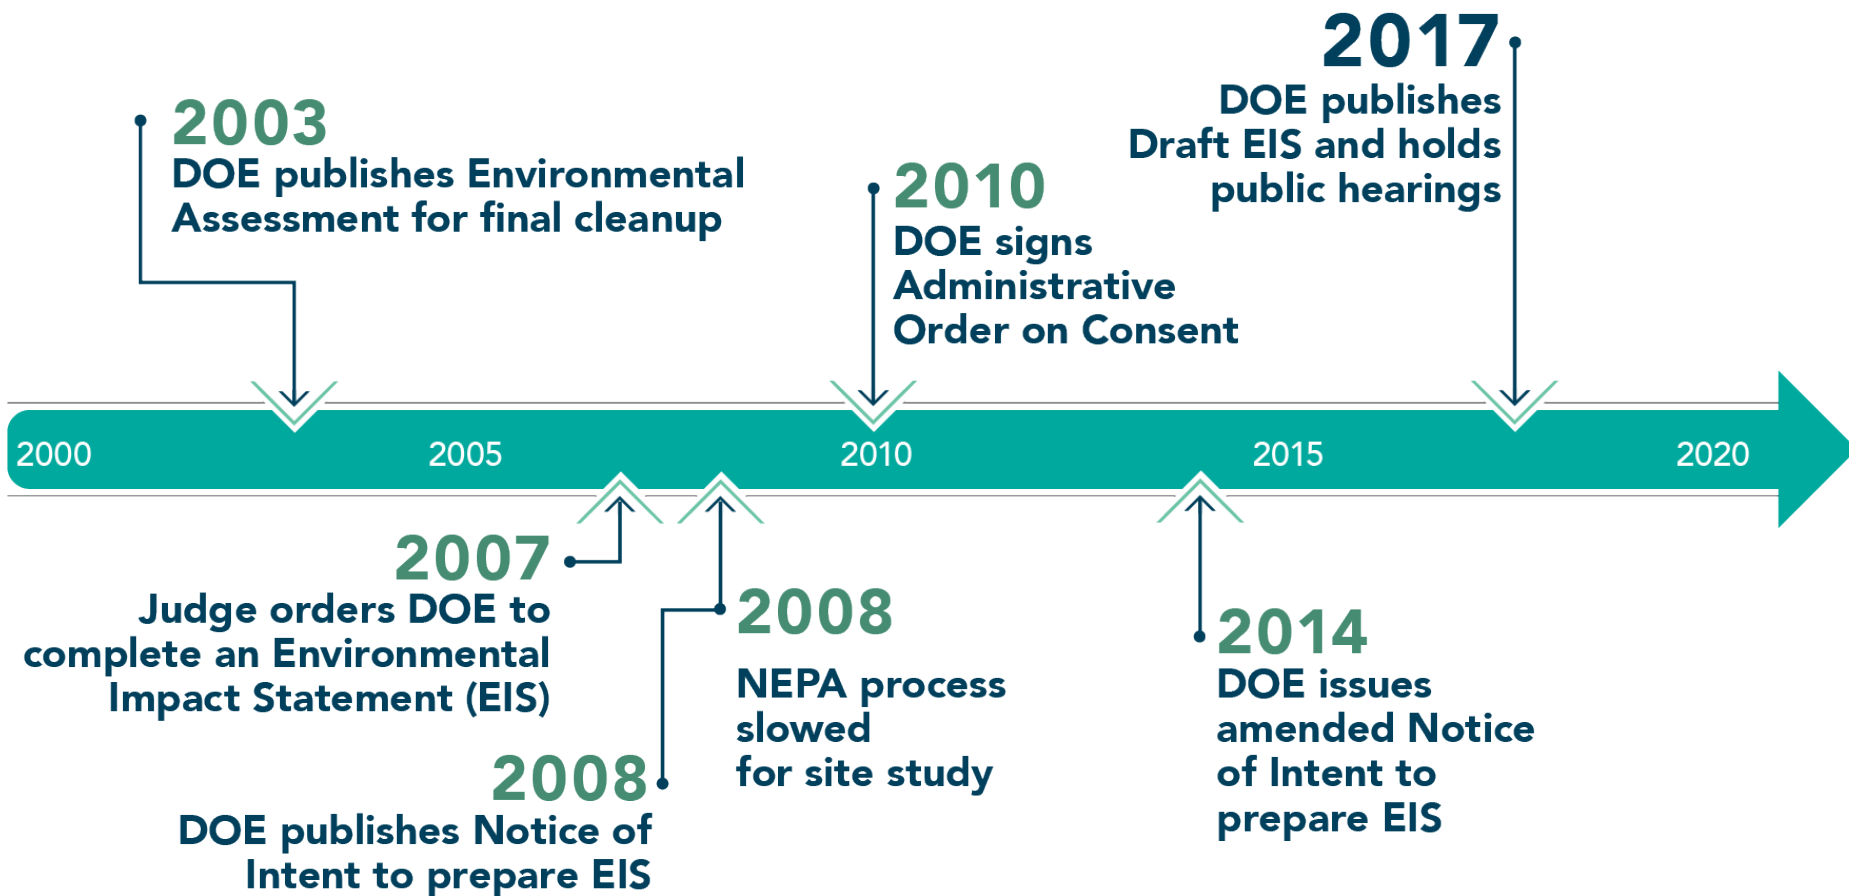 2003
DOE publishes Environmental
Assessment for final cleanup
2010
DOE signs
Administrative
Order on Consent
2017
DOE publishes
Draft EIS and holds
public hearings
2000
2005
2010
2015
2020
2007
Judge orders DOE to
complete an Environmental
Impact Statement (EIS)
2008
DOE publishes Notice of
Intent to prepare EIS
2008
NEPA process
slowed
for site study
2014
DOE issues
amended Notice
of Intent to
prepare EIS